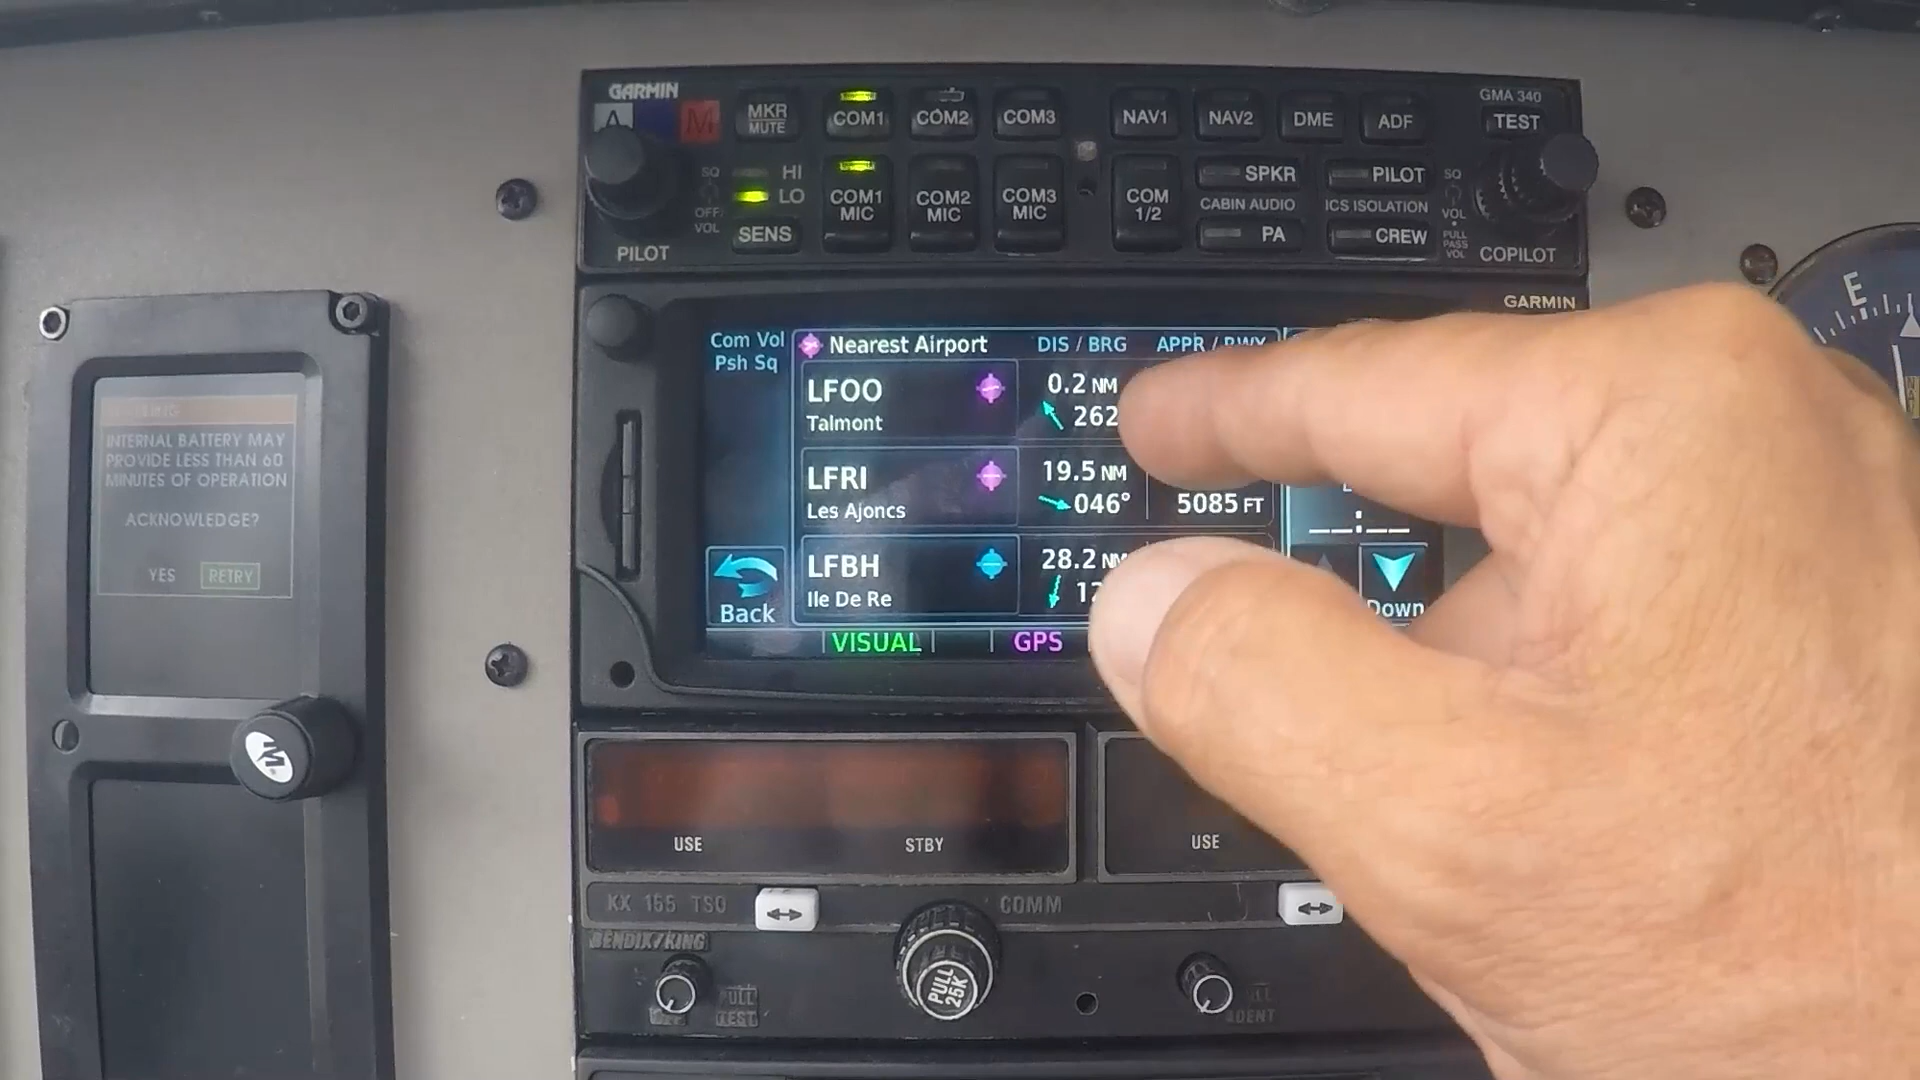 GARMIN
GMA 340
A
M
MKR
MUTE
COM1
COM2
COM3
NAV1
NAV2
DME
ADF
TEST
SQ
OFF
VOL
HI
LO
SENS
COM1
MIC
COM2
MIC
COM3
MIC
COM
1/2
SPKR
CABIN AUDIO
PA
PILOT
ICS ISOLATION
CREW
SQ
VOL
PULL
PASS
VOL
PILOT
COPILOT
GARMIN
Com Vol
Psh Sq
Nearest Airport
DIS / BRG
APPR / RWY
LFOO
Talmont
0.2 NM
262
LFRI
Les Ajoncs
19.5 NM
046°
5085 FT
LFBH
Ile De Re
28.2 NM
Back
Down
VISUAL
GPS
INTERNAL BATTERY MAY
PROVIDE LESS THAN 60
MINUTES OF OPERATION
ACKNOWLEDGE?
YES
RETRY
M
E
USE
STBY
USE
KX 155 TSO
COMM
BENDIX/KING
PULL
TEST
PULL
25K